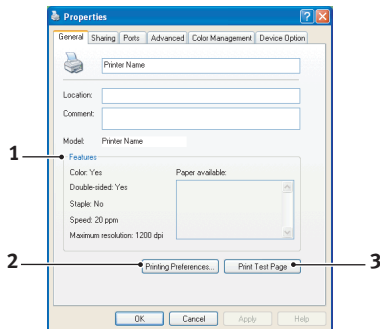 Properties
General Sharing Ports Advanced Color Management Device Option
Printer Name
Location:
Comment:
Model: Printer Name
1
Features
Color: Yes Paper available:
Double-sided: Yes
Staple: No
Speed: 20 ppm
Maximum resolution: 1200 dpi
2 Printing Preferences... Print Test Page 3
OK Cancel Apply Help